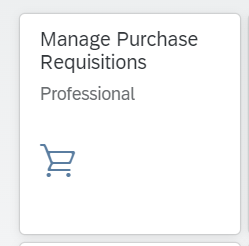 Manage Purchase
Requisitions
Professional